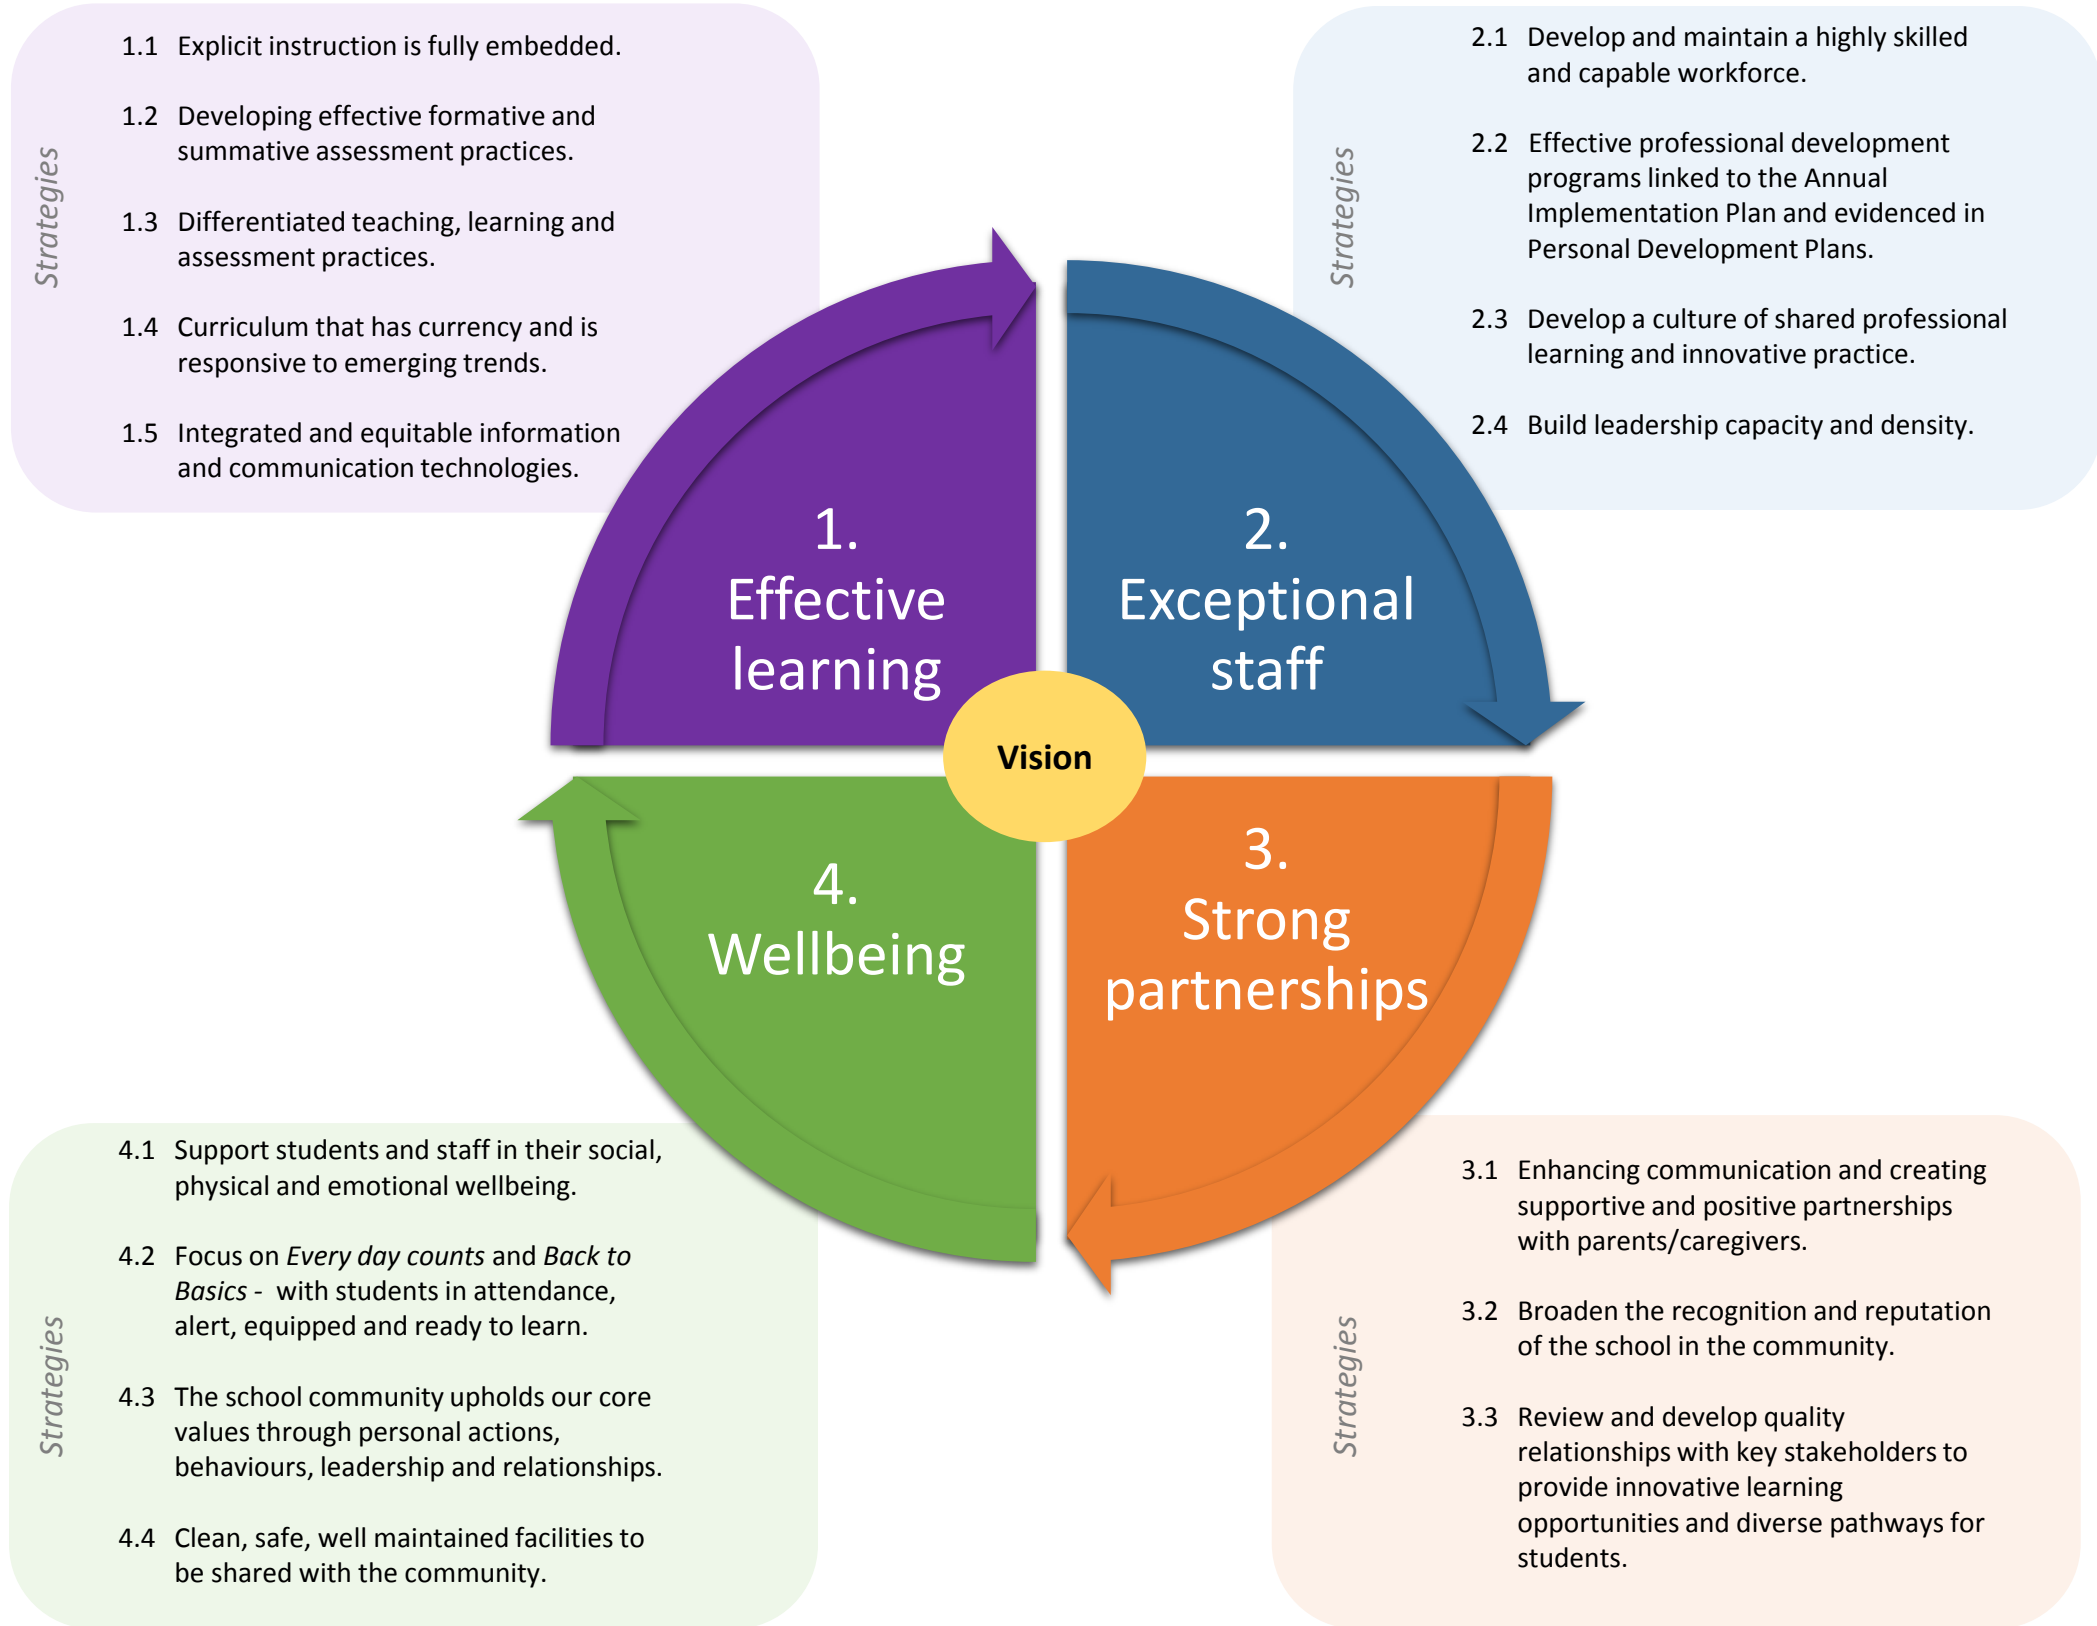 Strategies
1.1 Explicit instruction is fully embedded.
1.2 Developing effective formative and
summative assessment practices.
1.3 Differentiated teaching, learning and
assessment practices.
1.4 Curriculum that has currency and is
responsive to emerging trends.
1.5 Integrated and equitable information
and communication technologies.
Strategies
2.1 Develop and maintain a highly skilled
and capable workforce.
2.2 Effective professional development
programs linked to the Annual
Implementation Plan and evidenced in
Personal Development Plans.
2.3 Develop a culture of shared professional
learning and innovative practice.
2.4 Build leadership capacity and density.
1.
Effective
learning
2.
Exceptional
staff
Vision
4.
Wellbeing
3.
Strong
partnerships
Strategies
4.1 Support students and staff in their social,
physical and emotional wellbeing.
4.2 Focus on Every day counts and Back to
Basics - with students in attendance,
alert, equipped and ready to learn.
4.3 The school community upholds our core
values through personal actions,
behaviours, leadership and relationships.
4.4 Clean, safe, well maintained facilities to
be shared with the community.
Strategies
3.1 Enhancing communication and creating
supportive and positive partnerships
with parents/caregivers.
3.2 Broaden the recognition and reputation
of the school in the community.
3.3 Review and develop quality
relationships with key stakeholders to
provide innovative learning
opportunities and diverse pathways for
students.